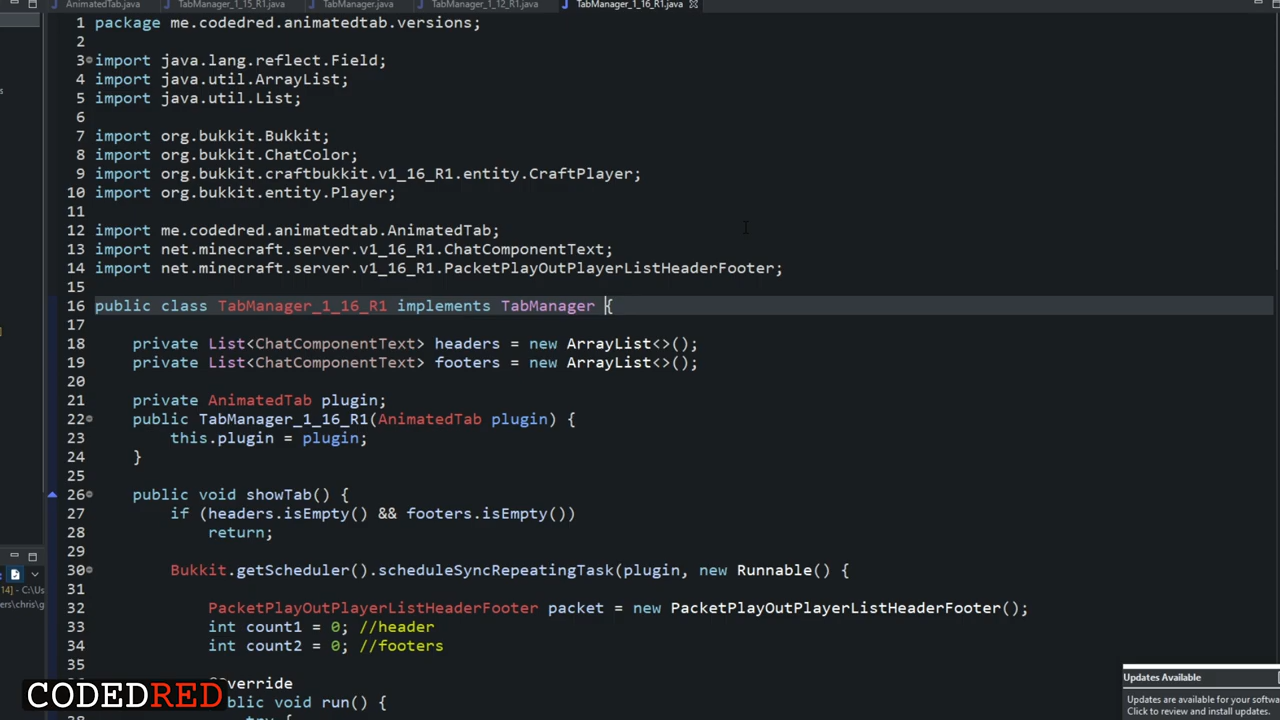 AnimatedTab.java TabManager_1_15_R1.java TabManager.java TabManager_1_12_R1.java TabManager_1_16_R1.java
1 package me.codedred.animatedtab.versions;
2
3 import java.lang.reflect.Field;
4 import java.util.ArrayList;
5 import java.util.List;
6
7 import org.bukkit.Bukkit;
8 import org.bukkit.ChatColor;
9 import org.bukkit.craftbukkit.v1_16_R1.entity.CraftPlayer;
10 import org.bukkit.entity.Player;
11
12 import me.codedred.animatedtab.AnimatedTab;
13 import net.minecraft.server.v1_16_R1.ChatComponentText;
14 import net.minecraft.server.v1_16_R1.PacketPlayOutPlayerListHeaderFooter;
15
16 public class TabManager_1_16_R1 implements TabManager {
17
18 private List<ChatComponentText> headers = new ArrayList<>();
19 private List<ChatComponentText> footers = new ArrayList<>();
20
21 private AnimatedTab plugin;
22 public TabManager_1_16_R1(AnimatedTab plugin) {
23 this.plugin = plugin;
24 }
25
26 public void showTab() {
27 if (headers.isEmpty() && footers.isEmpty())
28 return;
29
30 Bukkit.getScheduler().scheduleSyncRepeatingTask(plugin, new Runnable() {
31
32 PacketPlayOutPlayerListHeaderFooter packet = new PacketPlayOutPlayerListHeaderFooter();
33 int count1 = 0; //header
34 int count2 = 0; //footers
35
verride
blic void run() {
try {
14] - C:\Us
ers\chris\g
CODEDRED
Updates Available
Updates are available for your softwa
Click to review and install updates.